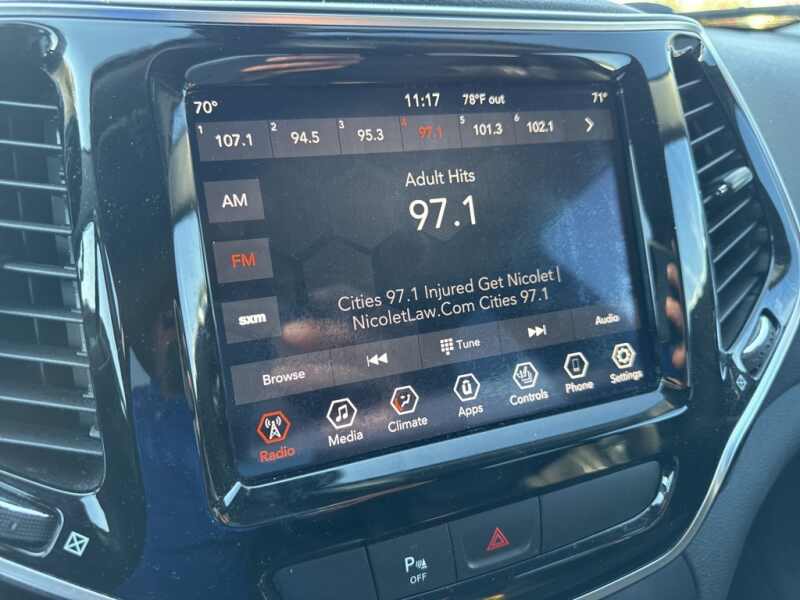 70° 11:17 78°F out 71°
1 107.1 2 94.5 3 95.3 4 97.1 5 101.3 6 102.1
Adult Hits
AM
97.1
FM
Cities 97.1 Injured Get Nicolet |
NicoletLaw.Com Cities 97.1
sxm
Browse Tune Audio
Radio Media Climate Apps Controls Phone Settings
P
OFF